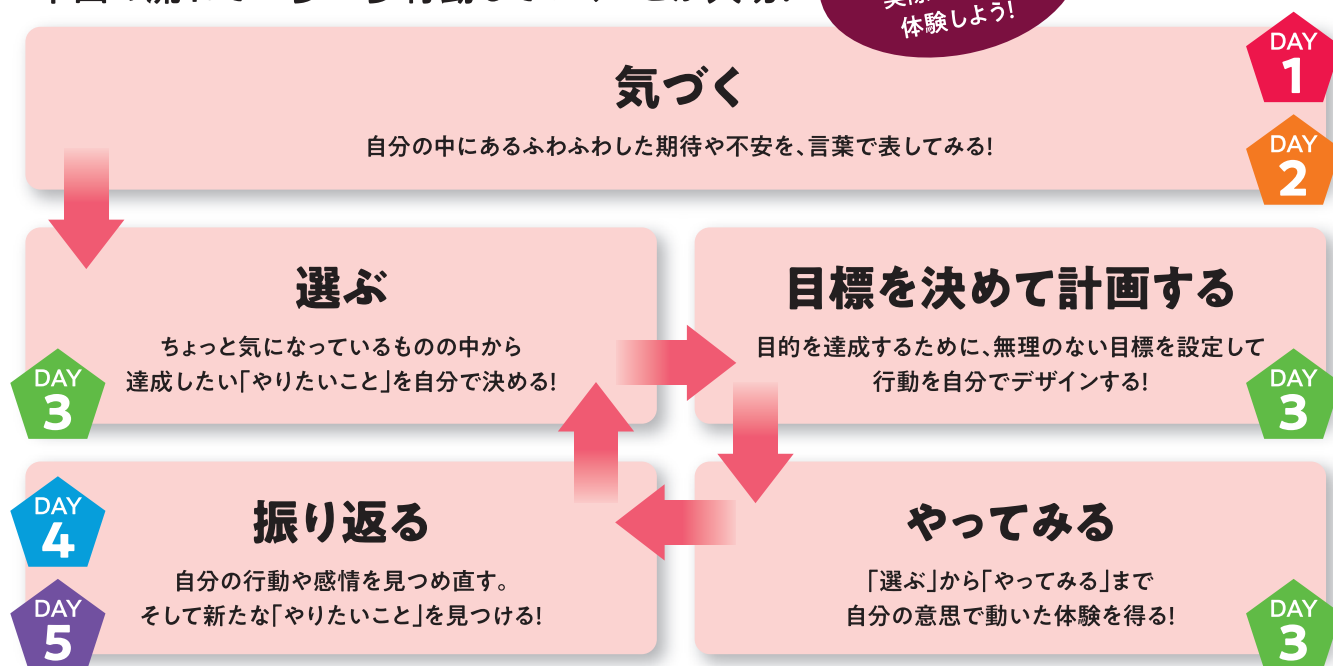 体験しよう!
DAY
1
気づく
自分の中にあるふわふわした期待や不安を、言葉で表してみる!
DAY
2
選ぶ
ちょっと気になっているものの中から
達成したい「やりたいこと」を自分で決める!
DAY
3
目標を決めて計画する
目的を達成するために、無理のない目標を設定して
行動を自分でデザインする!
DAY
3
DAY
4
振り返る
自分の行動や感情を見つめ直す。
そして新たな「やりたいこと」を見つける!
DAY
5
やってみる
「選ぶ」から「やってみる」まで
自分の意思で動いた体験を得る!
DAY
3